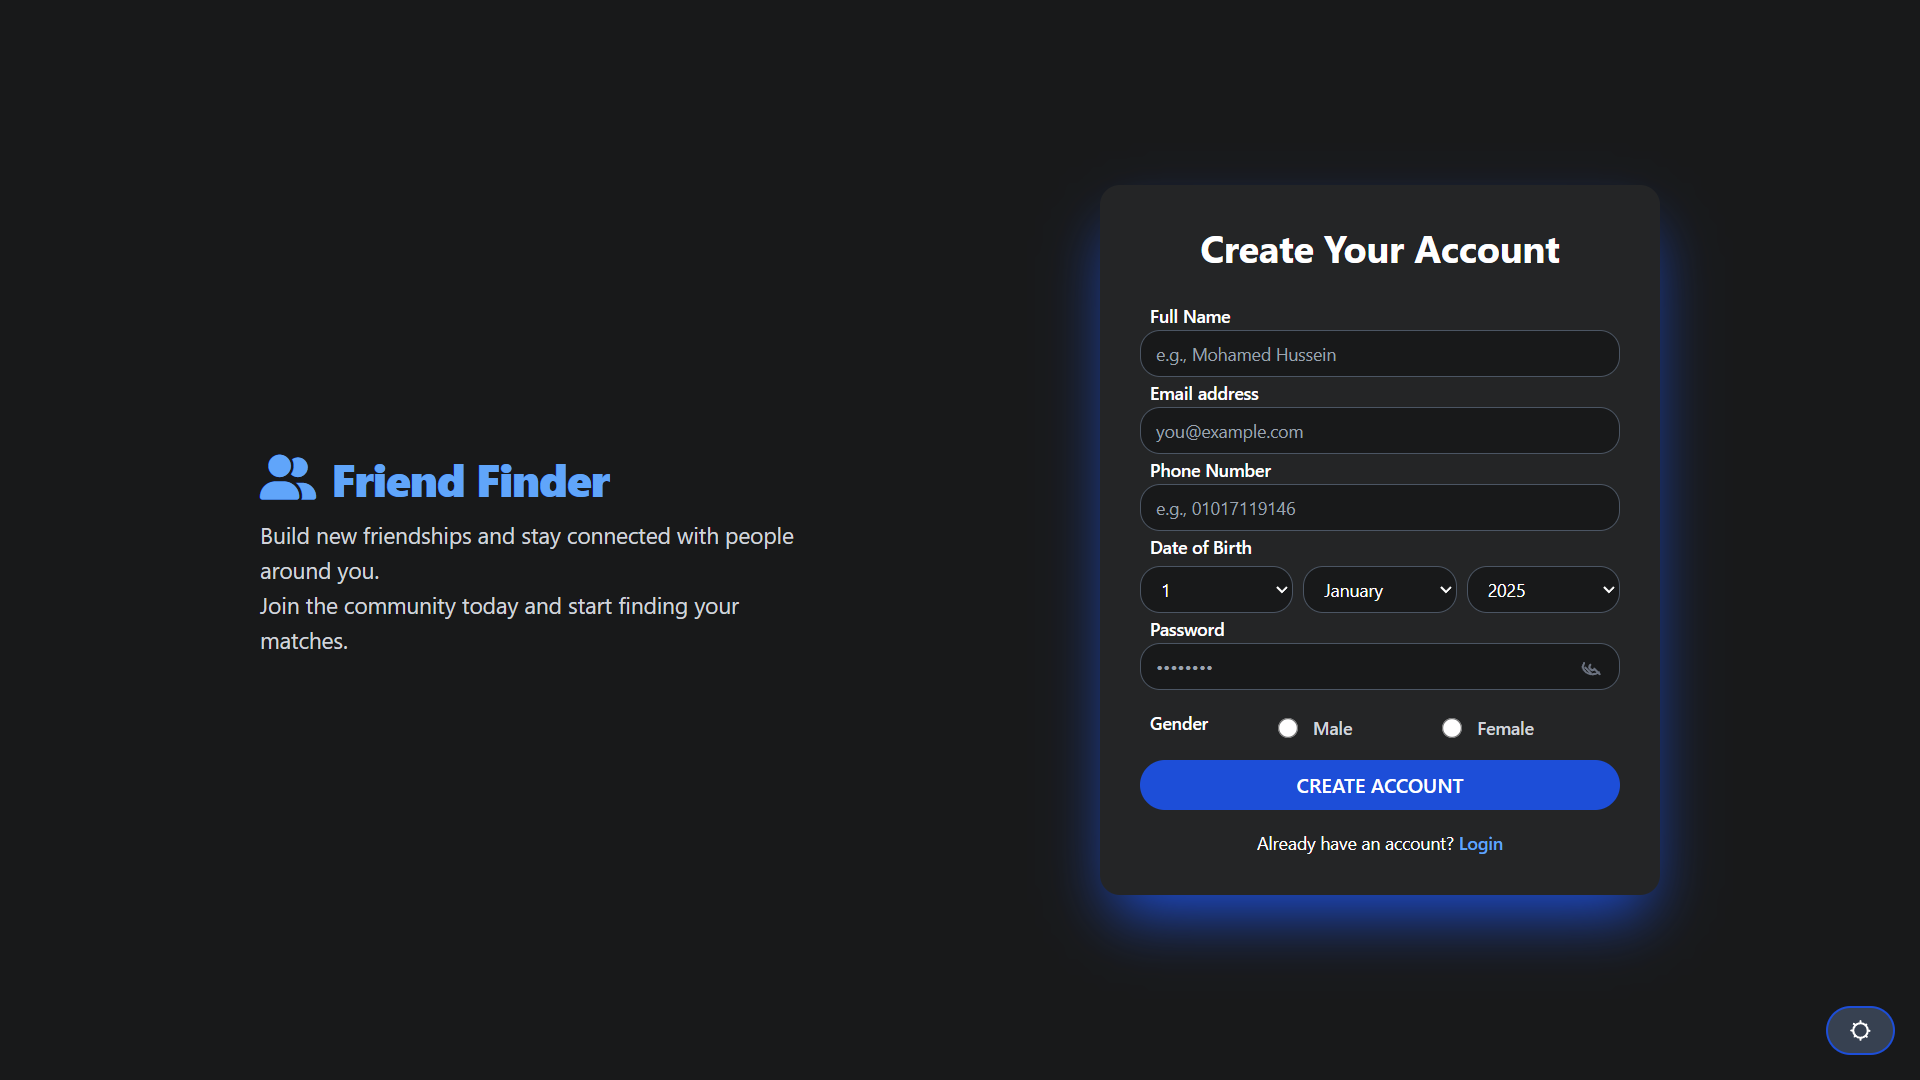 Friend Finder
Build new friendships and stay connected with people
around you.
Join the community today and start finding your
matches.
Create Your Account
Full Name
e.g., Mohamed Hussein
Email address
you@example.com
Phone Number
e.g., 01017119146
Date of Birth
1 January 2025
Password
••••••••
Gender Male Female
CREATE ACCOUNT
Already have an account? Login